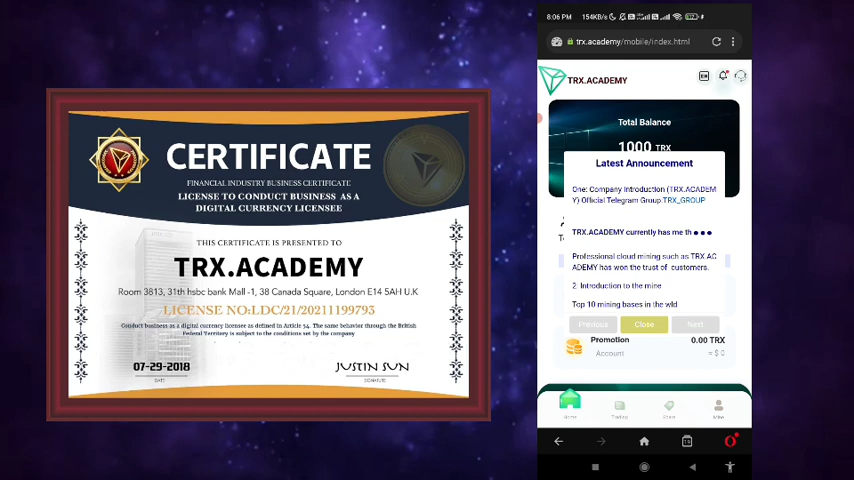 CERTIFICATE
FINANCIAL INDUSTRY BUSINESS CERTIFICATE
LICENSE TO CONDUCT BUSINESS AS A
DIGITAL CURRENCY LICENSEE
THIS CERTIFICATE IS PRESENTED TO
TRX.ACADEMY
Room 3813, 31th hsbc bank Mall -1, 38 Canada Square, London E14 5AH U.K
LICENSE NO:LDC/21/20211199793
Conduct business as a digital currency licensee as defined in Article 54. The same behavior through the British
Federal Territory is subject to the conditions set by the company
07-29-2018
DATE
JUSTIN SUN
SIGNATURE
8:06 PM 154KB/s
trx.academy/mobile/index.html
TRX.ACADEMY
EN
Total Balance
1000 TRX
Latest Announcement
One: Company Introduction (TRX.ACADEM
Y) Official Telegram Group.TRX_GROUP
TRX.ACADEMY currently has me th
Professional cloud mining such as TRX.AC
ADEMY has won the trust of customers.
2. Introduction to the mine
Top 10 mining bases in the wld
Previous Close Next
Promotion 0.00 TRX
Account ≈ $ 0
Home Mine